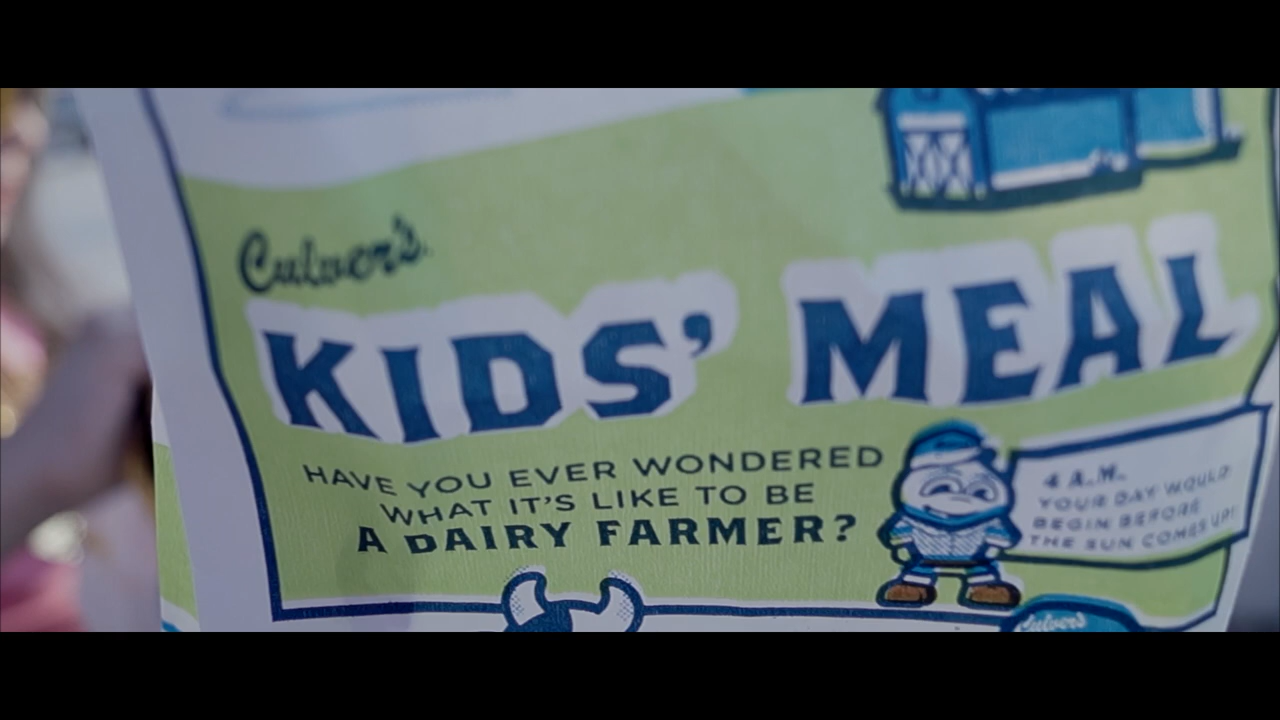 Culver's
KIDS' MEAL
HAVE YOU EVER WONDERED
WHAT IT'S LIKE TO BE
A DAIRY FARMER?
4 A.M.
YOUR DAY WOULD
BEGIN BEFORE
THE SUN COMES UP!
Culver's